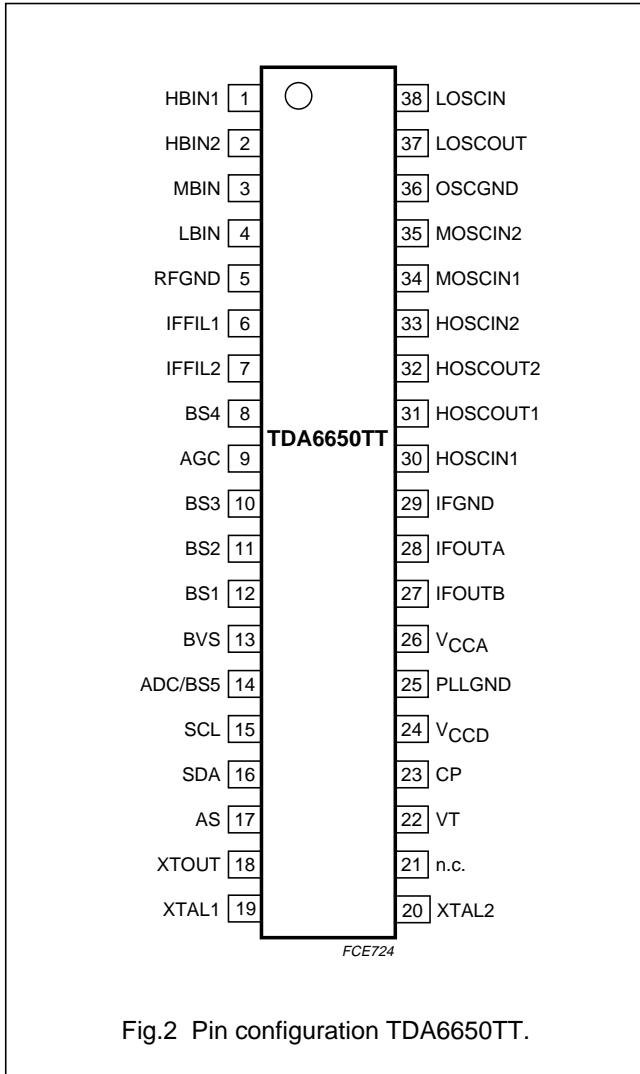 HBIN1 1 38 LOSCIN
HBIN2 2 37 LOSCOUT
MBIN 3 36 OSCGND
LBIN 4 35 MOSCIN2
RFGND 5 34 MOSCIN1
IFFIL1 6 33 HOSCIN2
IFFIL2 7 32 HOSCOUT2
BS4 8 31 HOSCOUT1
TDA6650TT
AGC 9 30 HOSCIN1
BS3 10 29 IFGND
BS2 11 28 IFOUTA
BS1 12 27 IFOUTB
BVS 13 26 VCCA
ADC/BS5 14 25 PLLGND
SCL 15 24 VCCD
SDA 16 23 CP
AS 17 22 VT
XTOUT 18 21 n.c.
XTAL1 19 20 XTAL2
FCE724
Fig.2 Pin configuration TDA6650TT.